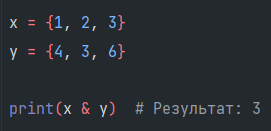 x = {1, 2, 3}
y = {4, 3, 6}
print(x & y)  # Результат: 3